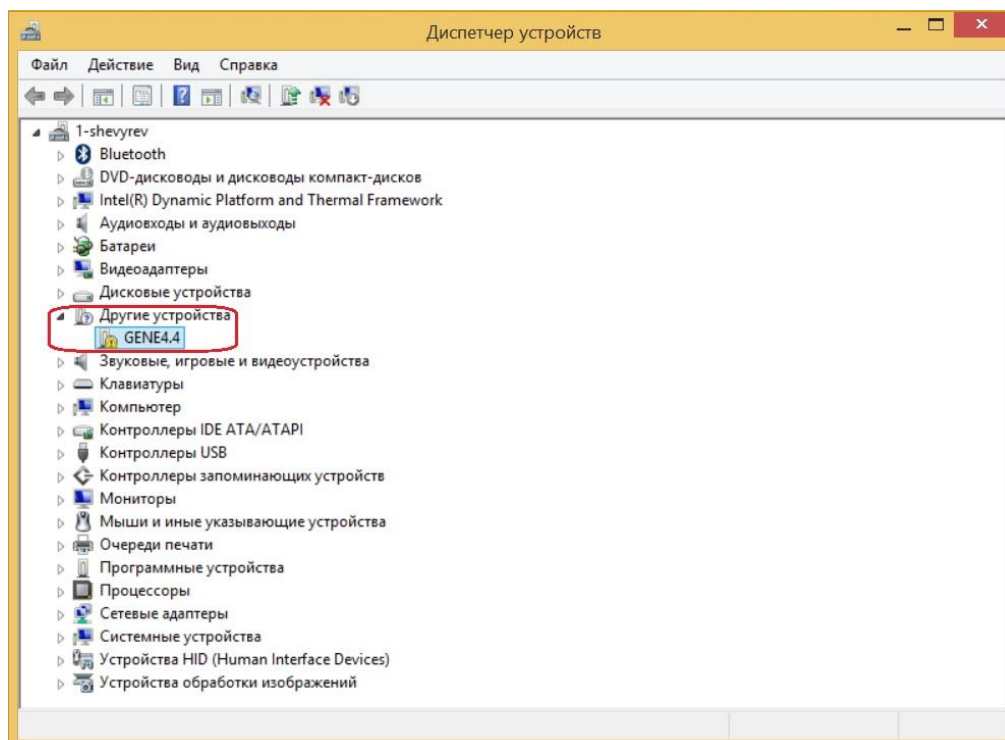 Диспетчер устройств
Файл Действие Вид Справка
1-shevyrev
Bluetooth
DVD-дисководы и дисководы компакт-дисков
Intel(R) Dynamic Platform and Thermal Framework
Аудиовходы и аудиовыходы
Батареи
Видеоадаптеры
Дисковые устройства
Другие устройства
GENE4.4
Звуковые, игровые и видеоустройства
Клавиатуры
Компьютер
Контроллеры IDE ATA/ATAPI
Контроллеры USB
Контроллеры запоминающих устройств
Мониторы
Мыши и иные указывающие устройства
Очереди печати
Программные устройства
Процессоры
Сетевые адаптеры
Системные устройства
Устройства HID (Human Interface Devices)
Устройства обработки изображений